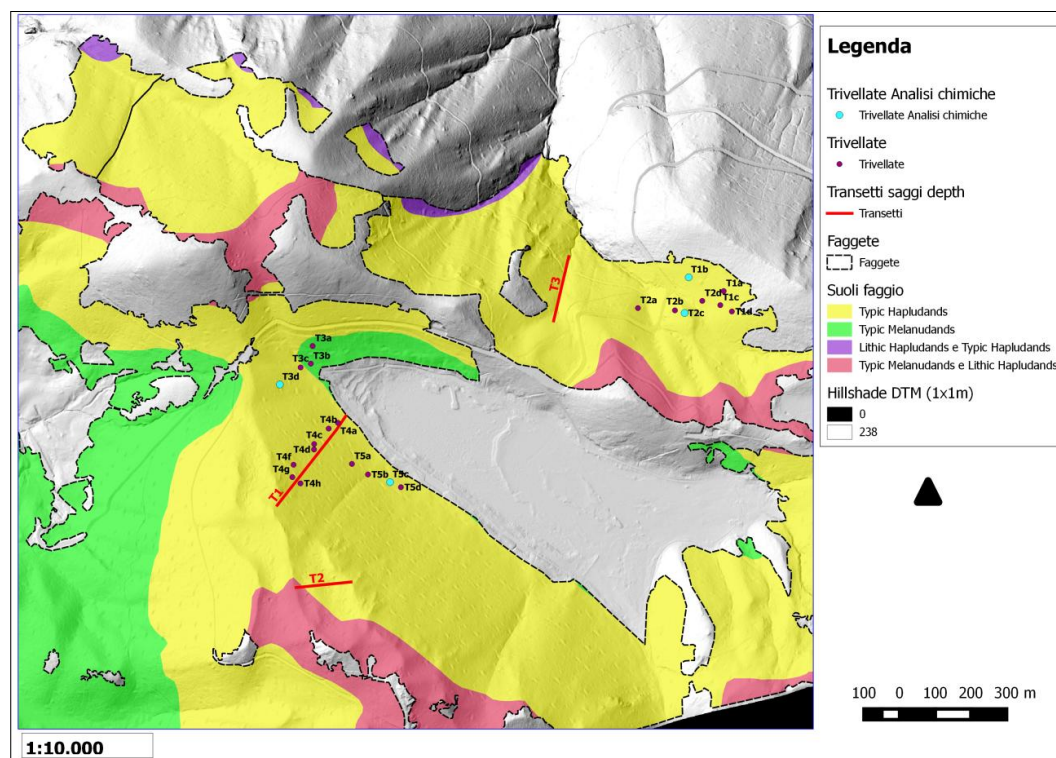 Legenda
Trivellate Analisi chimiche
Trivellate Analisi chimiche
Trivellate
Trivellate
Transetti saggi depth
Transetti
Faggete
Faggete
Suoli faggio
Typic Hapludands
Typic Melanudands
Lithic Hapludands e Typic Hapludands
Typic Melanudands e Lithic Hapludands
Hillshade DTM (1x1m)
0
238
T1b
T1a
T3
T2d
T1c
T2a
T2b
T2c
T1d
T3a
T3b
T3c
T3d
T4b
T4a
T4c
T4d
T4f
T4g
T4h
T1
T5a
T5b
T5c
T5d
T2
100 0 100 200 300 m
1:10.000